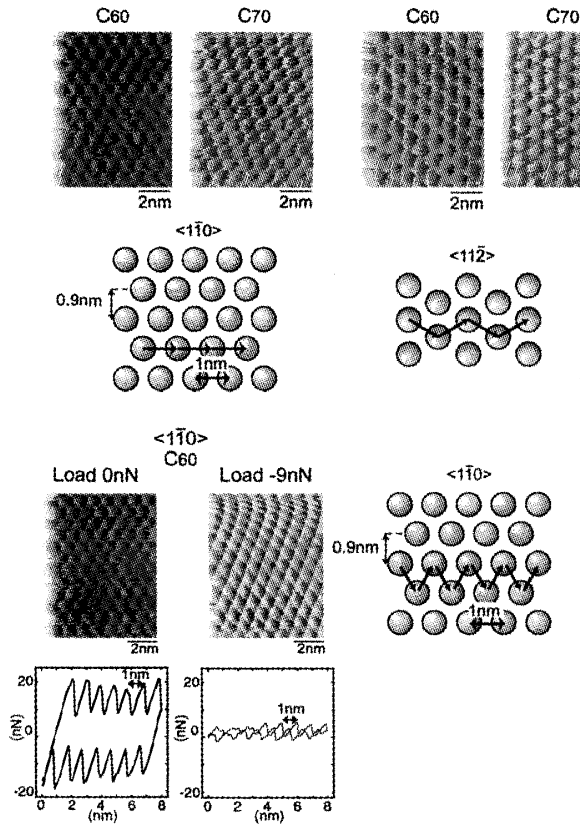 C60 C70 C60 C70
2nm 2nm 2nm 2nm
<11̄0>
<112̄>
0.9nm
1nm
<11̄0>
C60
Load 0nN Load -9nN
<11̄0>
0.9nm
1nm
2nm 2nm
20 1nm
(nN) 0
-20
0 2 4 6 8
(nm)
20
1nm
(nN) 0
-20
0 2 4 6 8
(nm)